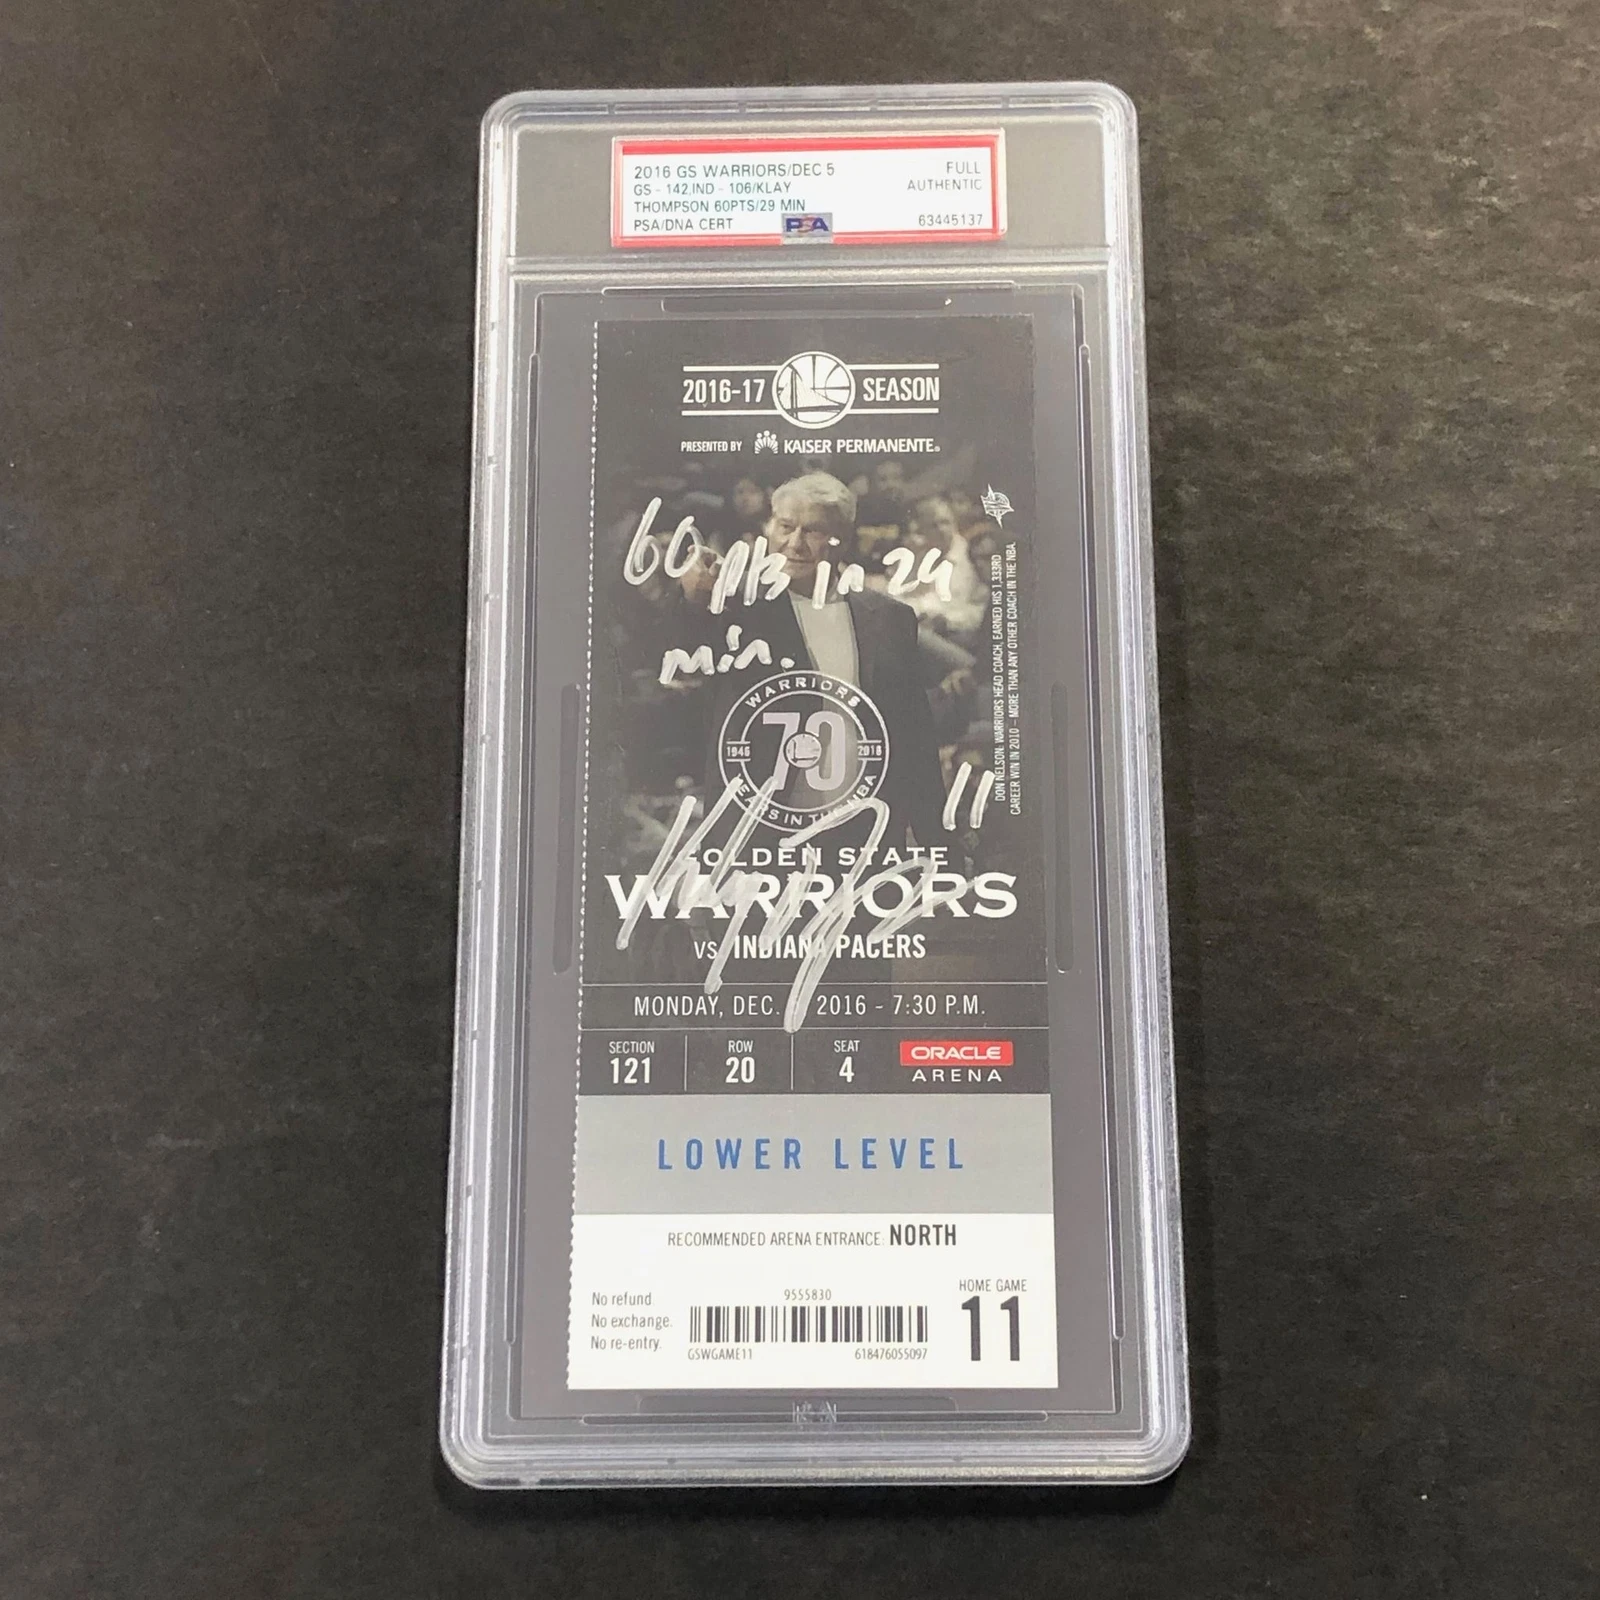 2016 GS WARRIORS/DEC 5 FULL
GS - 142,IND - 106/KLAY AUTHENTIC
THOMPSON 60PTS/29 MIN
PSA/DNA CERT PSA 63445137
2016-17 SEASON
PRESENTED BY KAISER PERMANENTE®
60 pts in 29
min.
DON NELSON: WARRIORS HEAD COACH, EARNED HIS 1,333RD
CAREER WIN IN 2010 – MORE THAN ANY OTHER COACH IN THE NBA.
WARRIORS
1946 70 2016
YEARS IN THE NBA
11
GOLDEN STATE
WARRIORS
VS. INDIANA PACERS
MONDAY, DEC. 2016 - 7:30 P.M.
SECTION ROW SEAT ORACLE
121 20 4 ARENA
LOWER LEVEL
RECOMMENDED ARENA ENTRANCE: NORTH
No refund.
No exchange.
No re-entry.
9555830
GSWGAME11 618476055097
HOME GAME
11